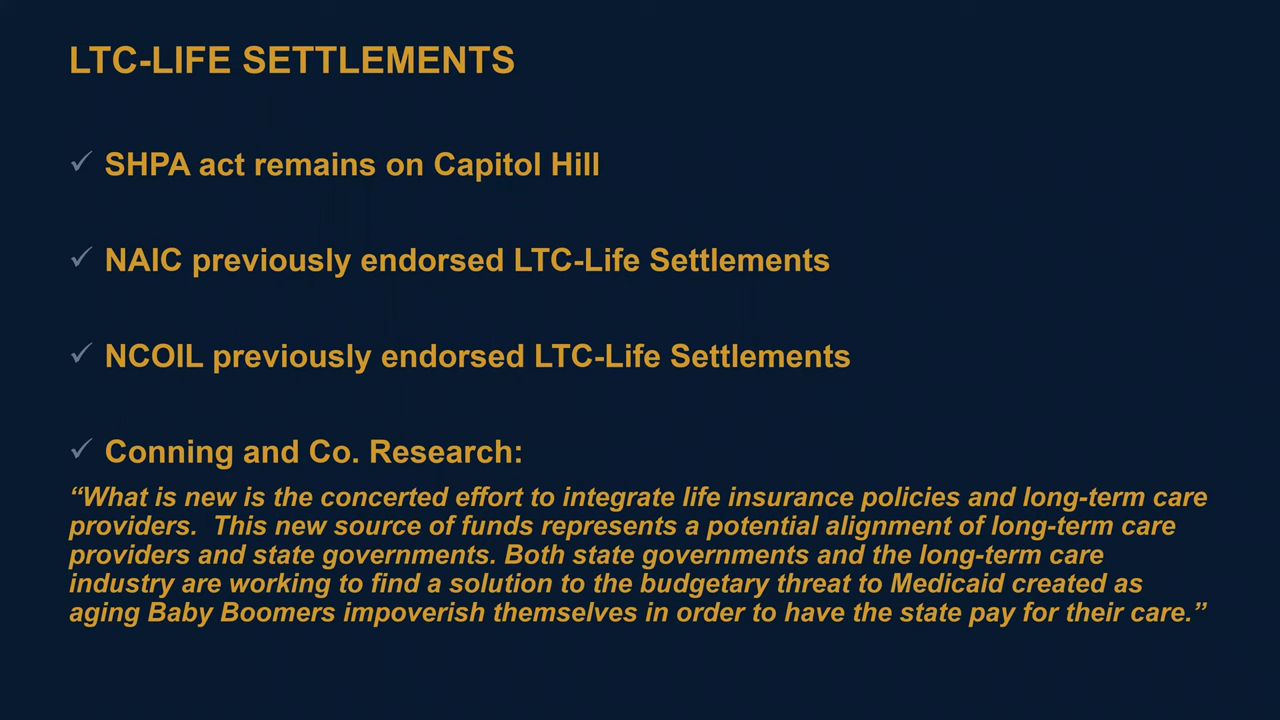 LTC-LIFE SETTLEMENTS
✓ SHPA act remains on Capitol Hill
✓ NAIC previously endorsed LTC-Life Settlements
✓ NCOIL previously endorsed LTC-Life Settlements
✓ Conning and Co. Research:
“What is new is the concerted effort to integrate life insurance policies and long-term care
providers.  This new source of funds represents a potential alignment of long-term care
providers and state governments. Both state governments and the long-term care
industry are working to find a solution to the budgetary threat to Medicaid created as
aging Baby Boomers impoverish themselves in order to have the state pay for their care.”